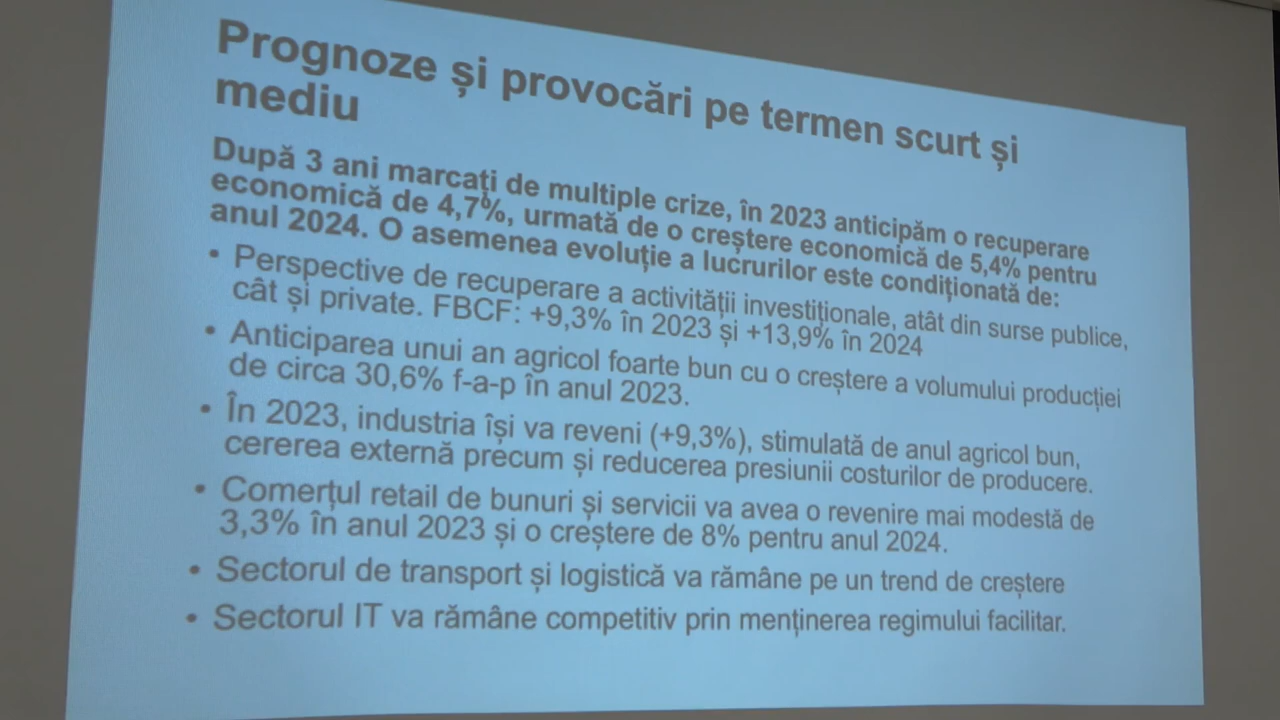 Prognoze și provocări pe termen scurt și
mediu
După 3 ani marcați de multiple crize, în 2023 anticipăm o recuperare
economică de 4,7%, urmată de o creștere economică de 5,4% pentru
anul 2024. O asemenea evoluție a lucrurilor este condiționată de:
• Perspective de recuperare a activității investiționale, atât din surse publice,
cât și private. FBCF: +9,3% în 2023 și +13,9% în 2024
• Anticiparea unui an agricol foarte bun cu o creștere a volumului producției
de circa 30,6% f-a-p în anul 2023.
• În 2023, industria își va reveni (+9,3%), stimulată de anul agricol bun,
cererea externă precum și reducerea presiunii costurilor de producere.
• Comerțul retail de bunuri și servicii va avea o revenire mai modestă de
3,3% în anul 2023 și o creștere de 8% pentru anul 2024.
• Sectorul de transport și logistică va rămâne pe un trend de creștere
• Sectorul IT va rămâne competitiv prin menținerea regimului facilitar.